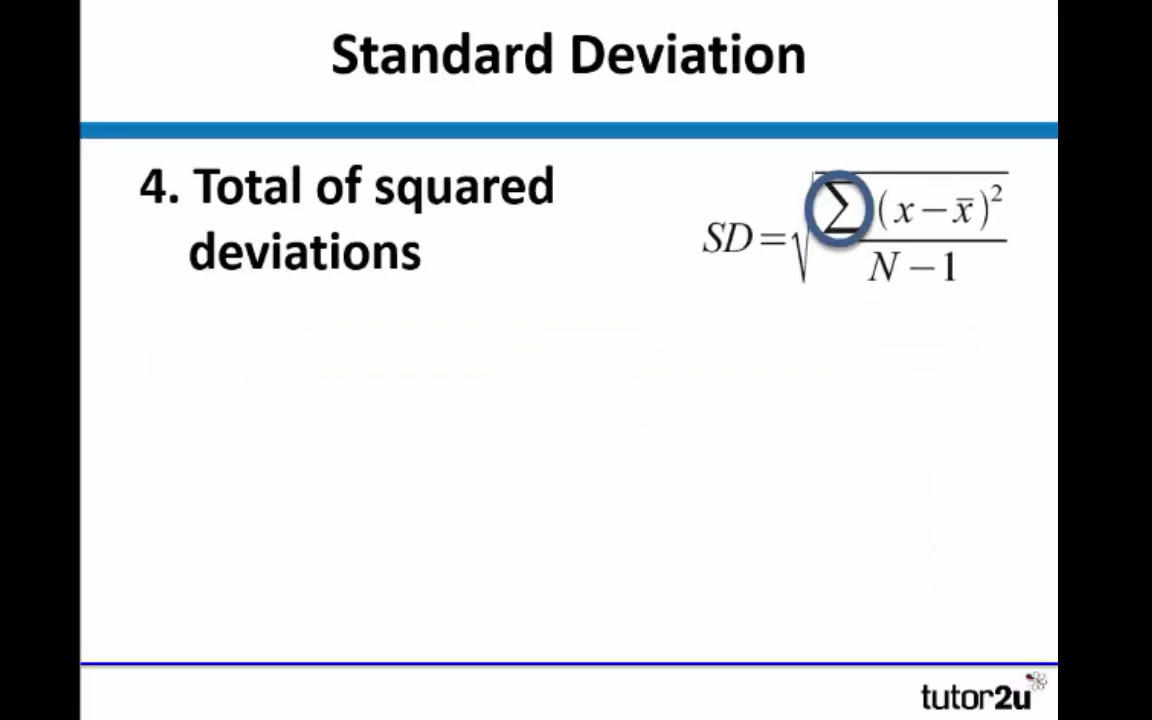 Standard Deviation
4. Total of squared
deviations
SD=√(∑(x−x̄)²/(N−1))
tutor2u